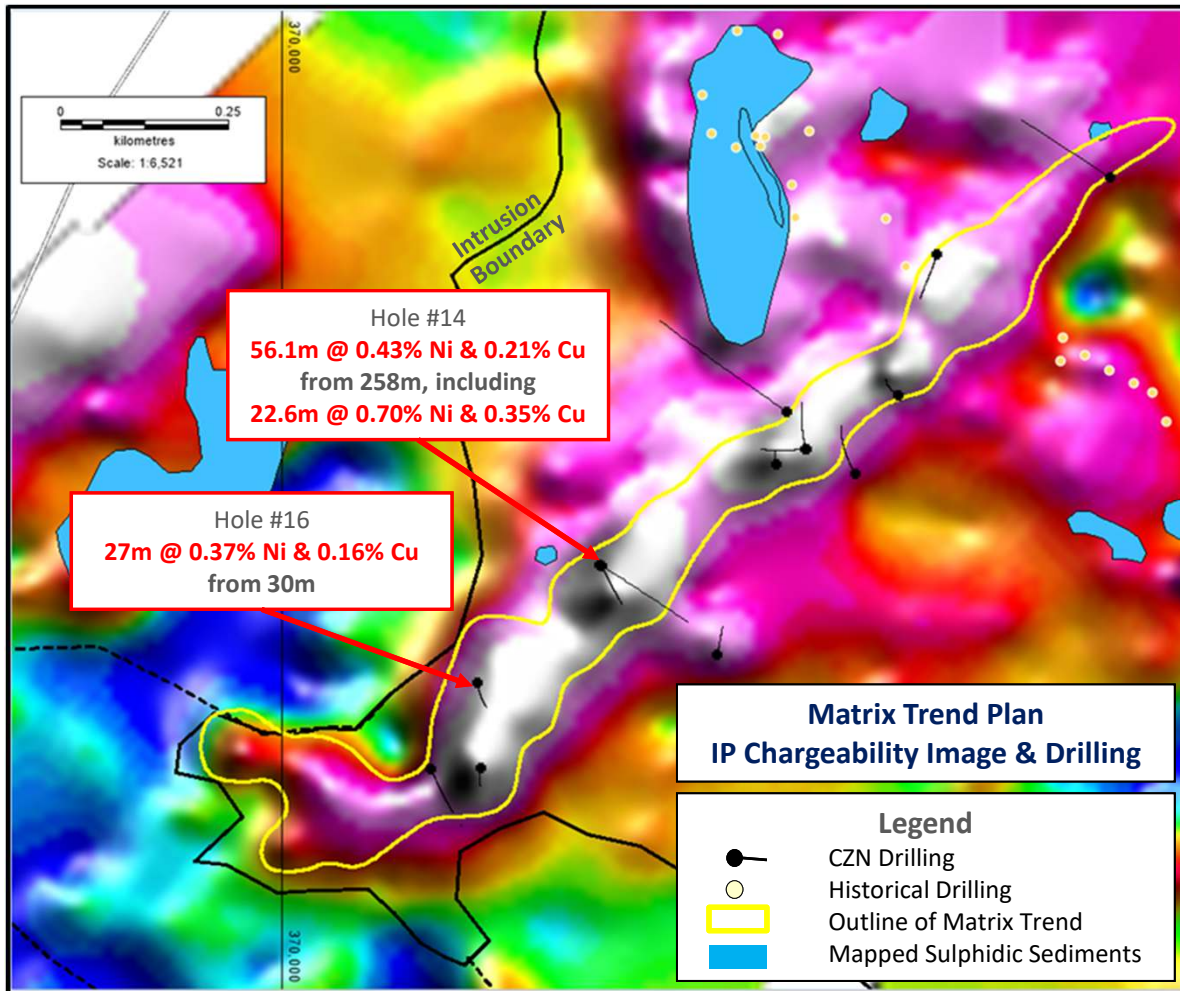 370,000
0 0.25
kilometres
Scale: 1:6,521
Intrusion
Boundary
Hole #14
56.1m @ 0.43% Ni & 0.21% Cu
from 258m, including
22.6m @ 0.70% Ni & 0.35% Cu
Hole #16
27m @ 0.37% Ni & 0.16% Cu
from 30m
Matrix Trend Plan
IP Chargeability Image & Drilling
Legend
CZN Drilling
Historical Drilling
Outline of Matrix Trend
Mapped Sulphidic Sediments
370,000